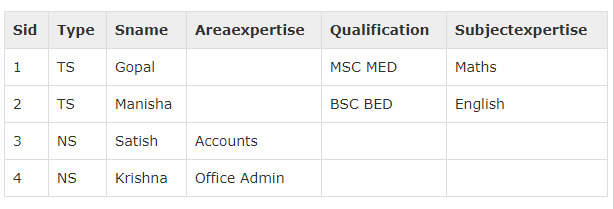 Sid Type Sname Areaexpertise Qualification Subjectexpertise
1 TS Gopal MSC MED Maths
2 TS Manisha BSC BED English
3 NS Satish Accounts
4 NS Krishna Office Admin